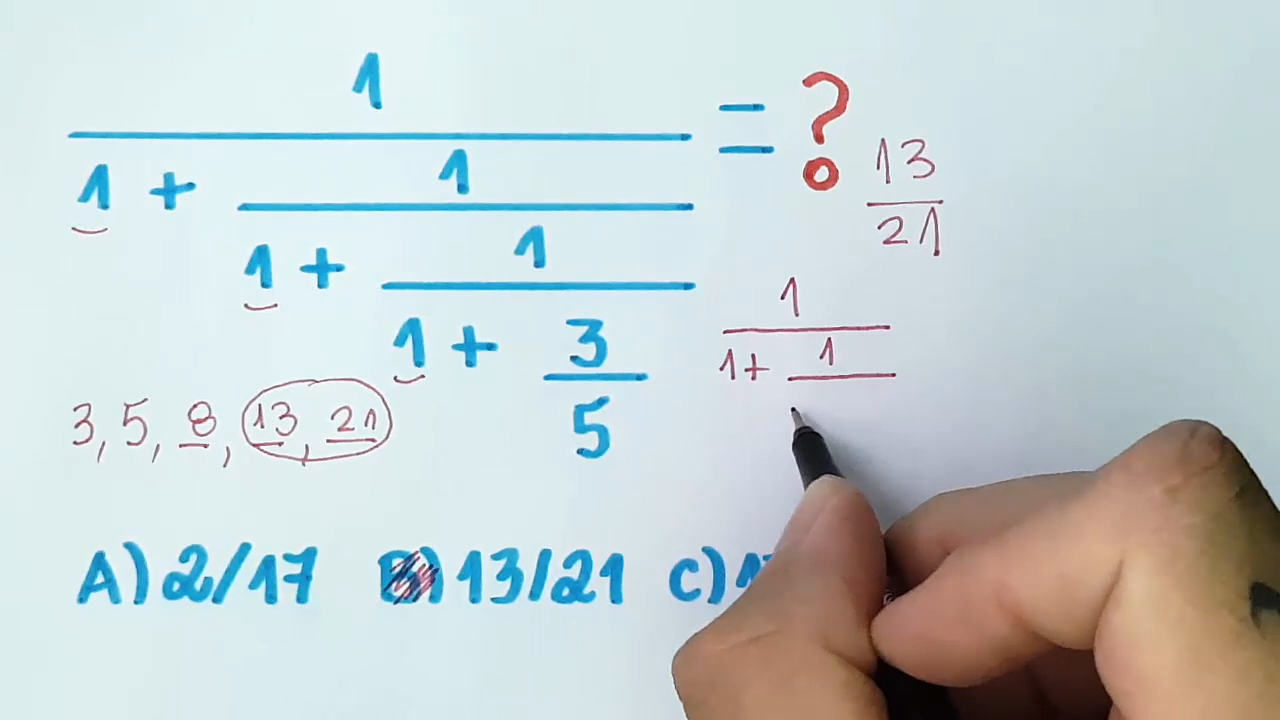 1
1 + 1
1 + 1
1 + 3
5
= ?
13
21
1
1+ 1
3, 5, 8, 13, 21
A) 2/17 B) 13/21 C)